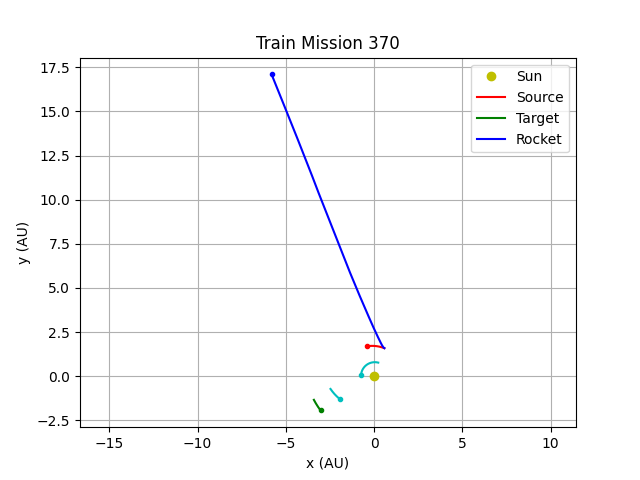 Train Mission 370
Sun
Source
Target
Rocket
17.5
15.0
12.5
10.0
7.5
5.0
2.5
0.0
−2.5
y (AU)
−15 −10 −5 0 5 10
x (AU)